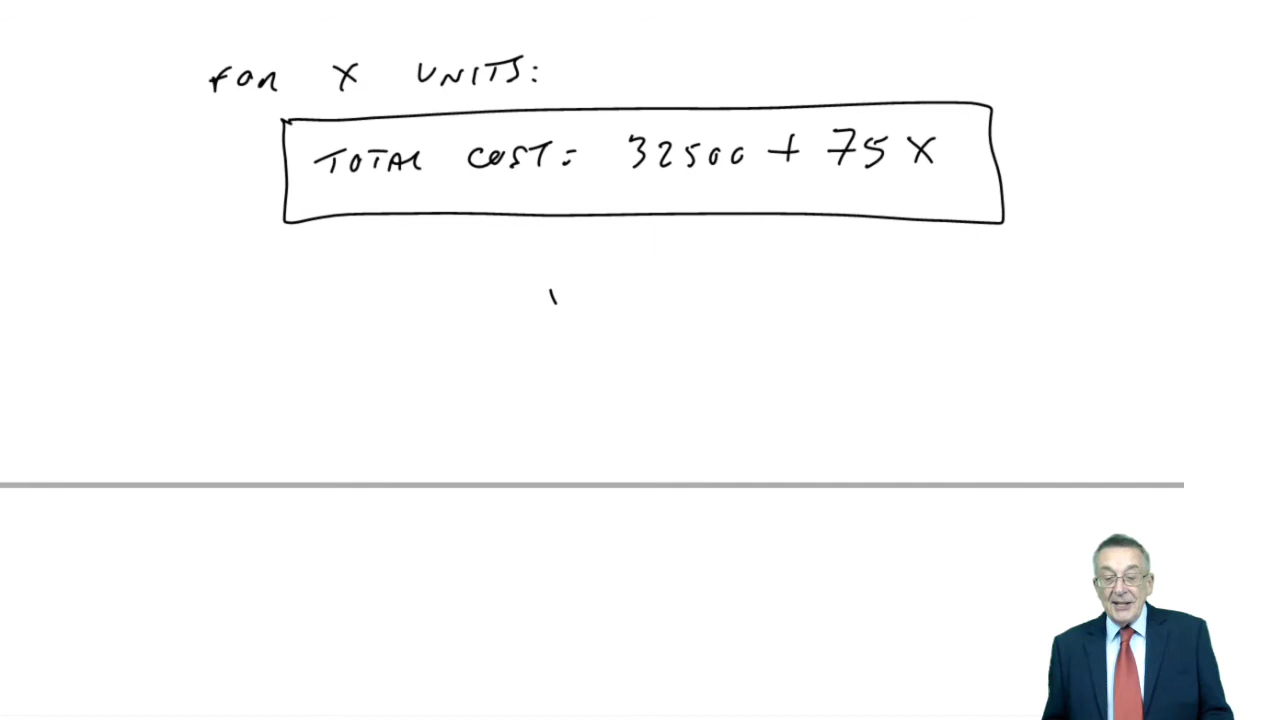 FOR X UNITS:
TOTAL COST = 32500 + 75 X